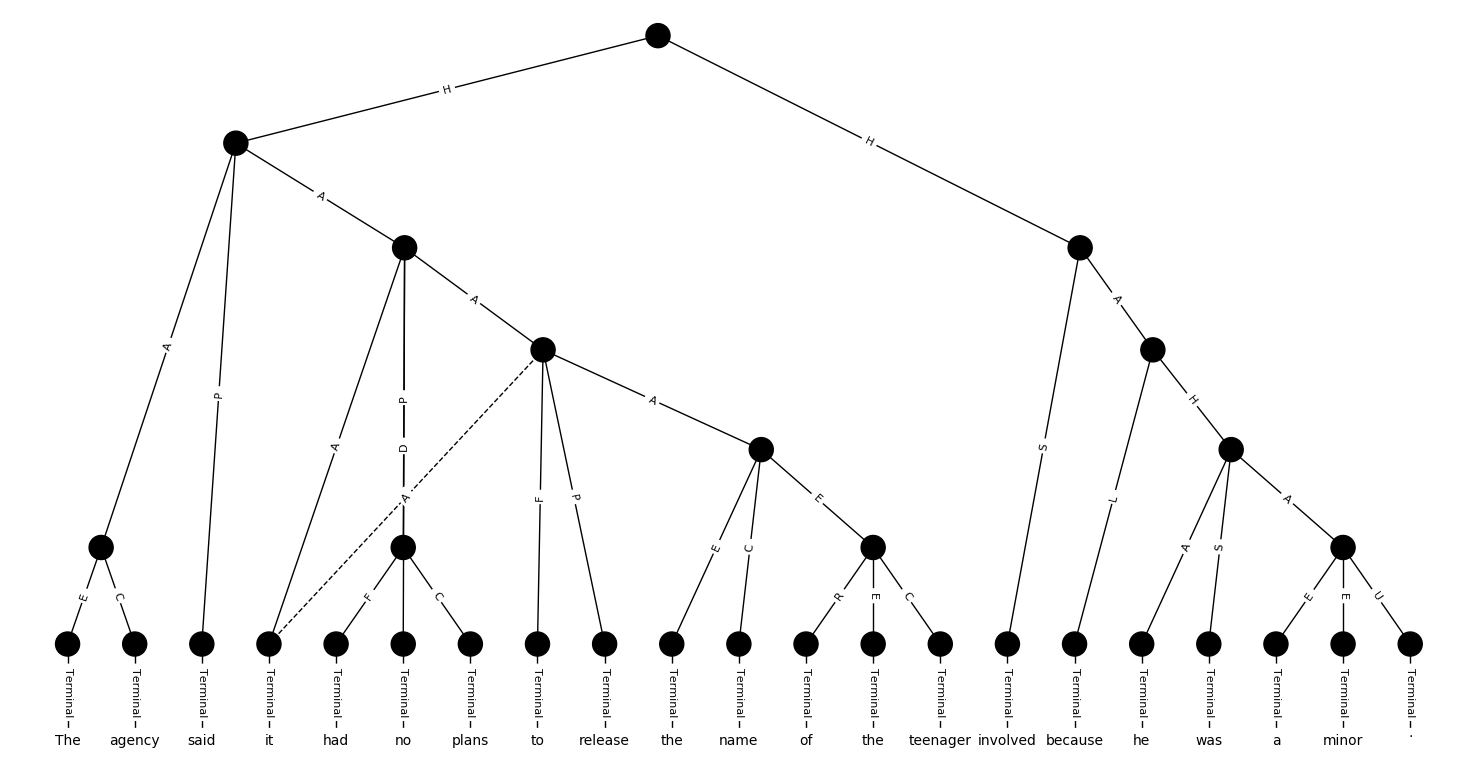 H
H
A
A
A
P
A
S
A
P
A
D
A
F
P
A
E
S
L
H
A
E
C
F
C
E
C
R
E
C
A
S
A
E
E
U
Terminal Terminal Terminal Terminal Terminal Terminal Terminal Terminal Terminal Terminal Terminal Terminal Terminal Terminal Terminal Terminal Terminal Terminal Terminal Terminal Terminal
The agency said it had no plans to release the name of the teenager involved because he was a minor .